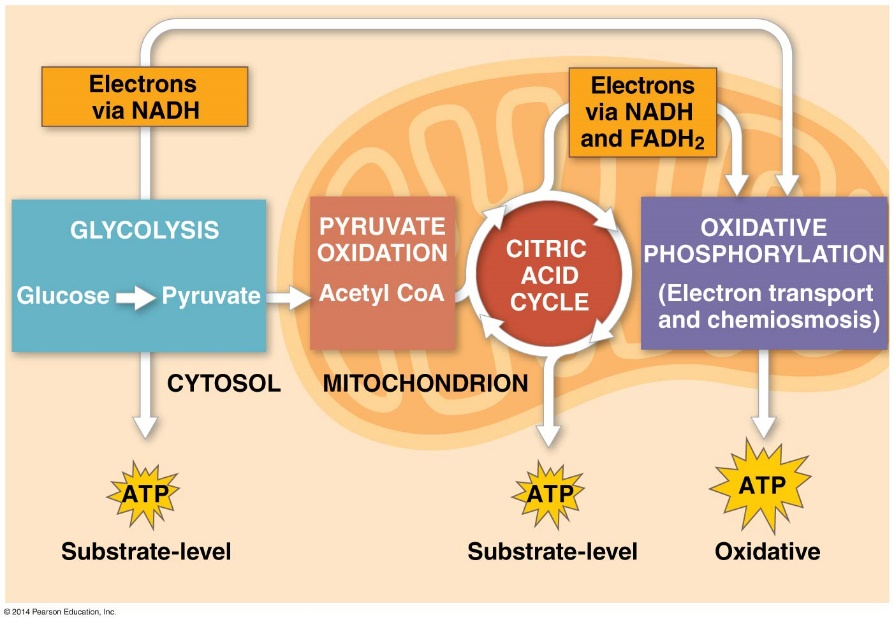 Electrons
via NADH
Electrons
via NADH
and FADH₂
GLYCOLYSIS
Glucose Pyruvate
PYRUVATE
OXIDATION
Acetyl CoA
CITRIC
ACID
CYCLE
OXIDATIVE
PHOSPHORYLATION
(Electron transport
and chemiosmosis)
CYTOSOL
MITOCHONDRION
ATP
Substrate-level
ATP
Substrate-level
ATP
Oxidative
© 2014 Pearson Education, Inc.